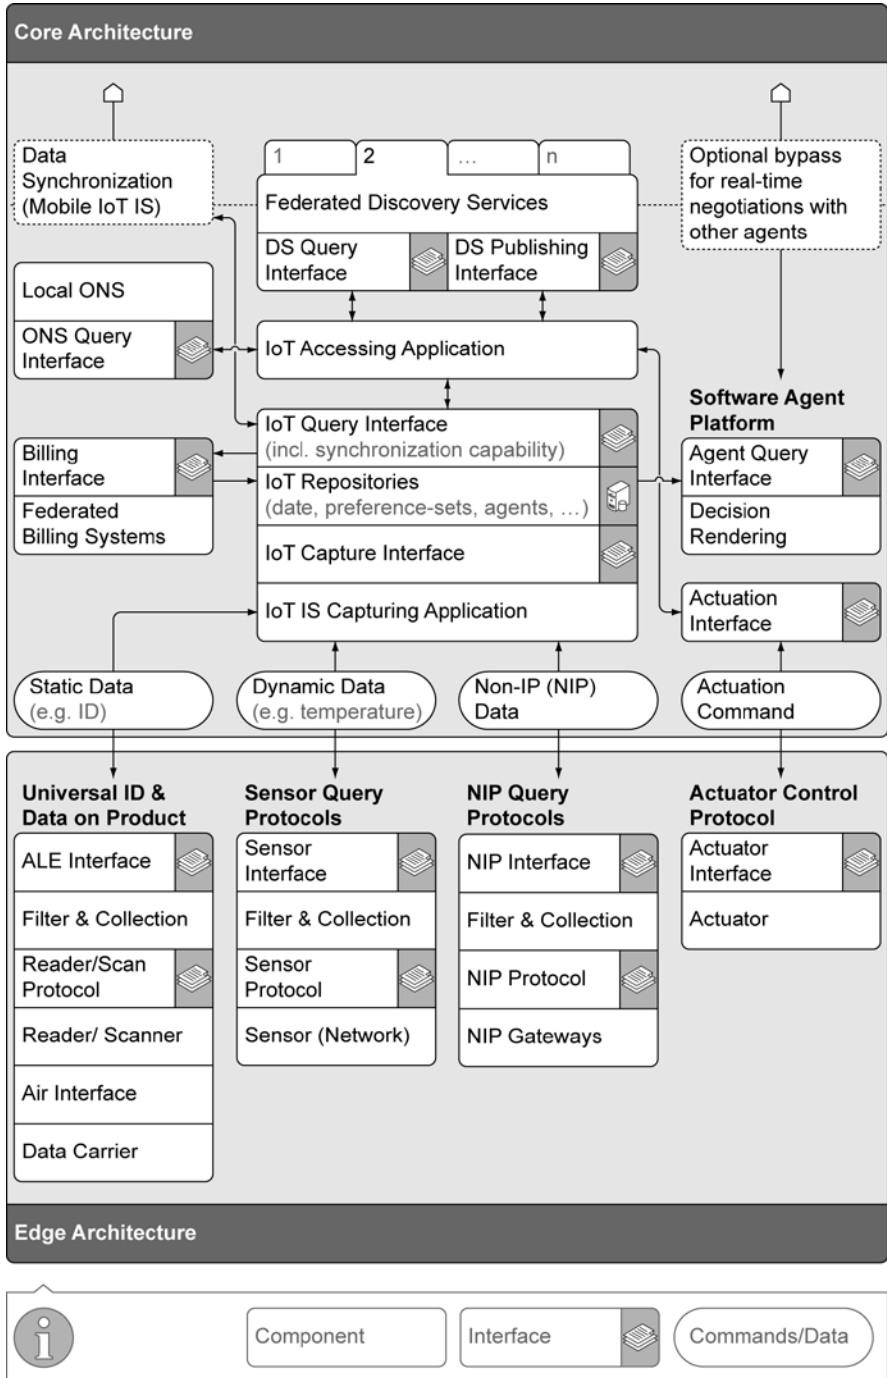 Core Architecture
Data
Synchronization
(Mobile IoT IS)
1
2
...
n
Federated Discovery Services
DS Query
Interface
DS Publishing
Interface
Optional bypass
for real-time
negotiations with
other agents
Local ONS
ONS Query
Interface
IoT Accessing Application
Software Agent
Platform
IoT Query Interface
(incl. synchronization capability)
Billing
Interface
Agent Query
Interface
IoT Repositories
(date, preference-sets, agents, ...)
Federated
Billing Systems
Decision
Rendering
IoT Capture Interface
IoT IS Capturing Application
Actuation
Interface
Static Data
(e.g. ID)
Dynamic Data
(e.g. temperature)
Non-IP (NIP)
Data
Actuation
Command
Universal ID &
Data on Product
ALE Interface
Filter & Collection
Reader/Scan
Protocol
Reader/ Scanner
Air Interface
Data Carrier
Sensor Query
Protocols
Sensor
Interface
Filter & Collection
Sensor
Protocol
Sensor (Network)
NIP Query
Protocols
NIP Interface
Filter & Collection
NIP Protocol
NIP Gateways
Actuator Control
Protocol
Actuator
Interface
Actuator
Edge Architecture
i
Component
Interface
Commands/Data